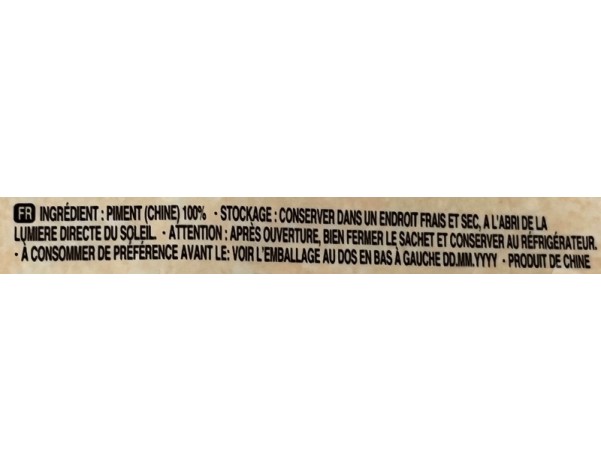 FR INGRÉDIENT : PIMENT (CHINE) 100% · STOCKAGE : CONSERVER DANS UN ENDROIT FRAIS ET SEC, A L'ABRI DE LA
LUMIERE DIRECTE DU SOLEIL. · ATTENTION : APRÈS OUVERTURE, BIEN FERMER LE SACHET ET CONSERVER AU RÉFRIGÉRATEUR.
· À CONSOMMER DE PRÉFÉRENCE AVANT LE: VOIR L'EMBALLAGE AU DOS EN BAS À GAUCHE DD.MM.YYYY · PRODUIT DE CHINE